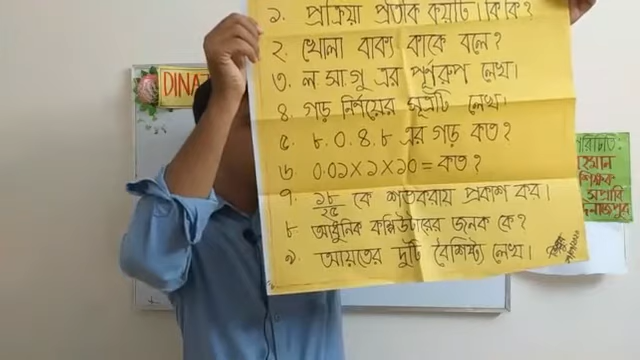 ১. প্রক্রিয়া প্রতীক কয়টি। কি কি?
২. খোলা বাক্য কাকে বলে?
৩. ল সা. গু এর পূর্ণরূপ লেখ।
৪. গড় নির্ণয়ের সূত্রটি লেখ।
৫. ৮. ০. ৪. ৮ এর গড় কত?
৬ ০.০১×১×১০ = কত?
৭. ১৮/২৫ কে শতকরায় প্রকাশ কর।
৮ আধুনিক কম্পিউটারের জনক কে?
৯. আয়তের দুটি বৈশিষ্ট্য লেখ।
DINA
শিক্ষক
সপ্রাবি